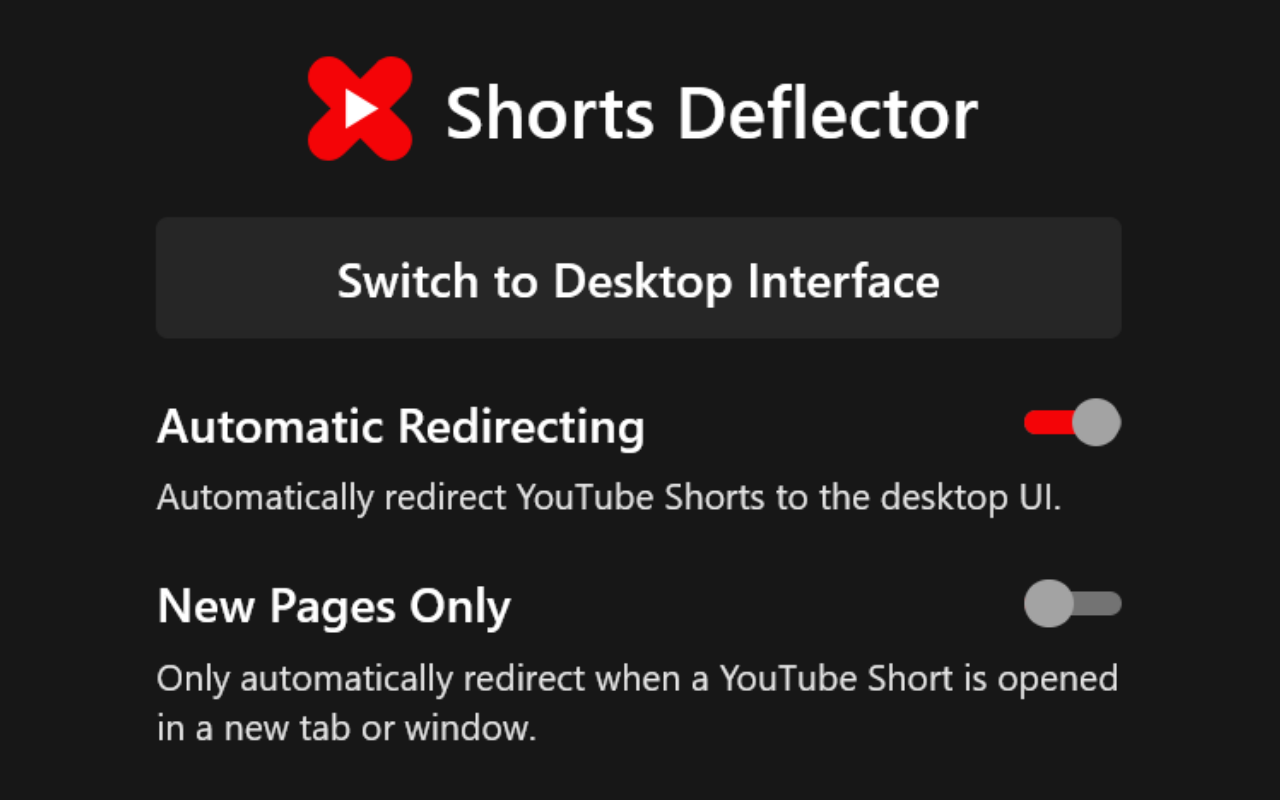 Shorts Deflector
Switch to Desktop Interface
Automatic Redirecting
Automatically redirect YouTube Shorts to the desktop UI.
New Pages Only
Only automatically redirect when a YouTube Short is opened
in a new tab or window.